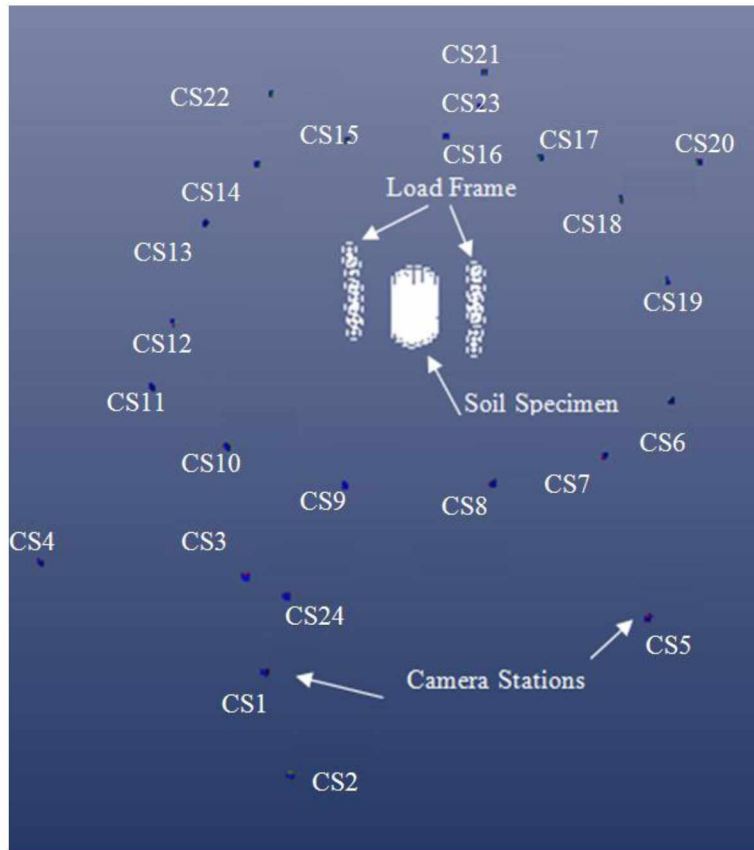 CS21
CS22
CS23
CS15
CS16
CS17
CS20
CS14
Load Frame
CS18
CS13
CS19
CS12
CS11
Soil Specimen
CS6
CS10
CS7
CS9
CS8
CS4
CS3
CS24
CS5
Camera Stations
CS1
CS2